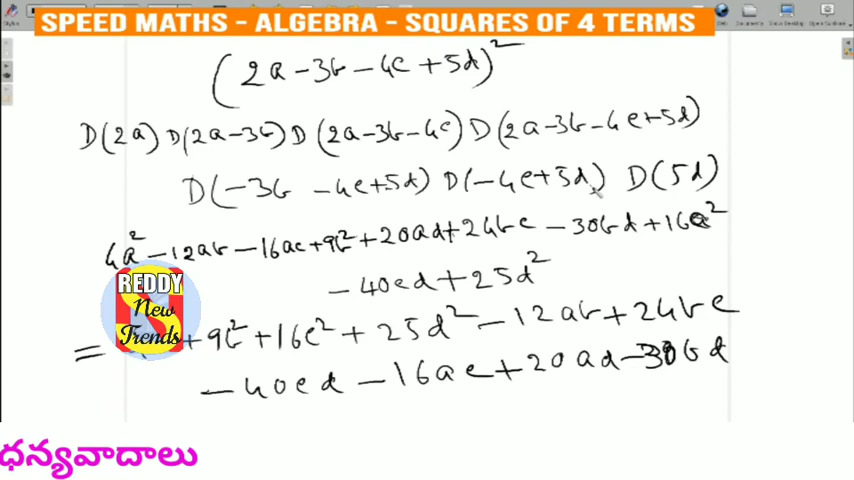 SPEED MATHS - ALGEBRA - SQUARES OF 4 TERMS
(2a-3b-4c+5d)²
D(2a) D(2a-3b) D(2a-3b-4c) D(2a-3b-4c+5d)
D(-3b -4c+5d) D(-4c+5d) D(5d)
4a²-12ab-16ac+9b²+20ad+24bc-30bd+16c²
-40cd+25d²
REDDY
New
Trends
= +9b²+16c²+25d²-12ab+24bc
-40cd-16ac+20ad-30bd
ధన్యవాదాలు